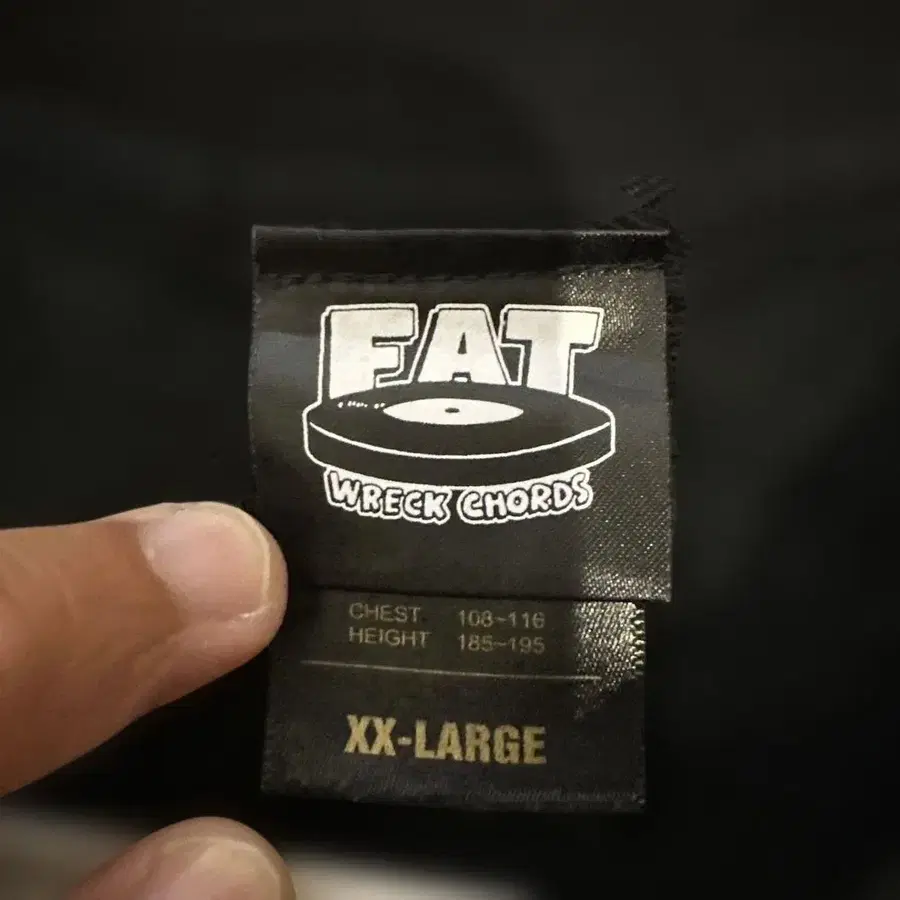 FAT
WRECK CHORDS
CHEST 108~116
HEIGHT 185~195
XX-LARGE